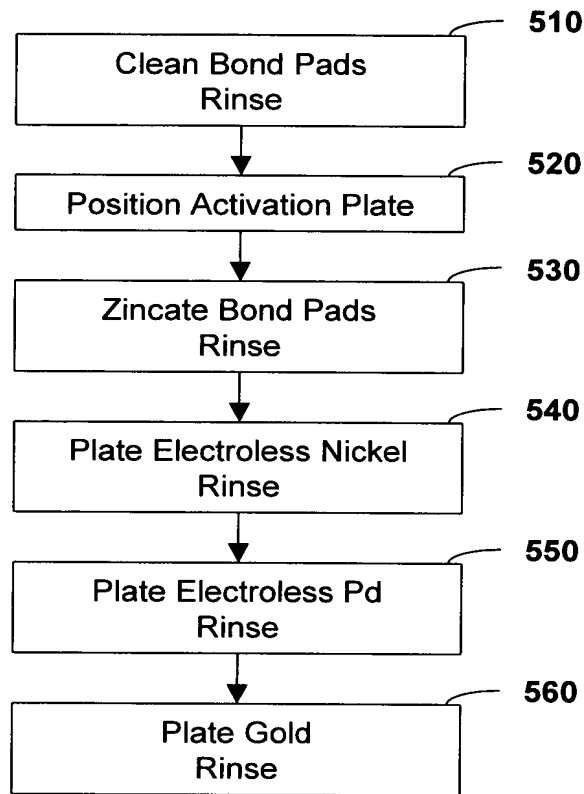 510
Clean Bond Pads
Rinse
520
Position Activation Plate
530
Zincate Bond Pads
Rinse
540
Plate Electroless Nickel
Rinse
550
Plate Electroless Pd
Rinse
560
Plate Gold
Rinse